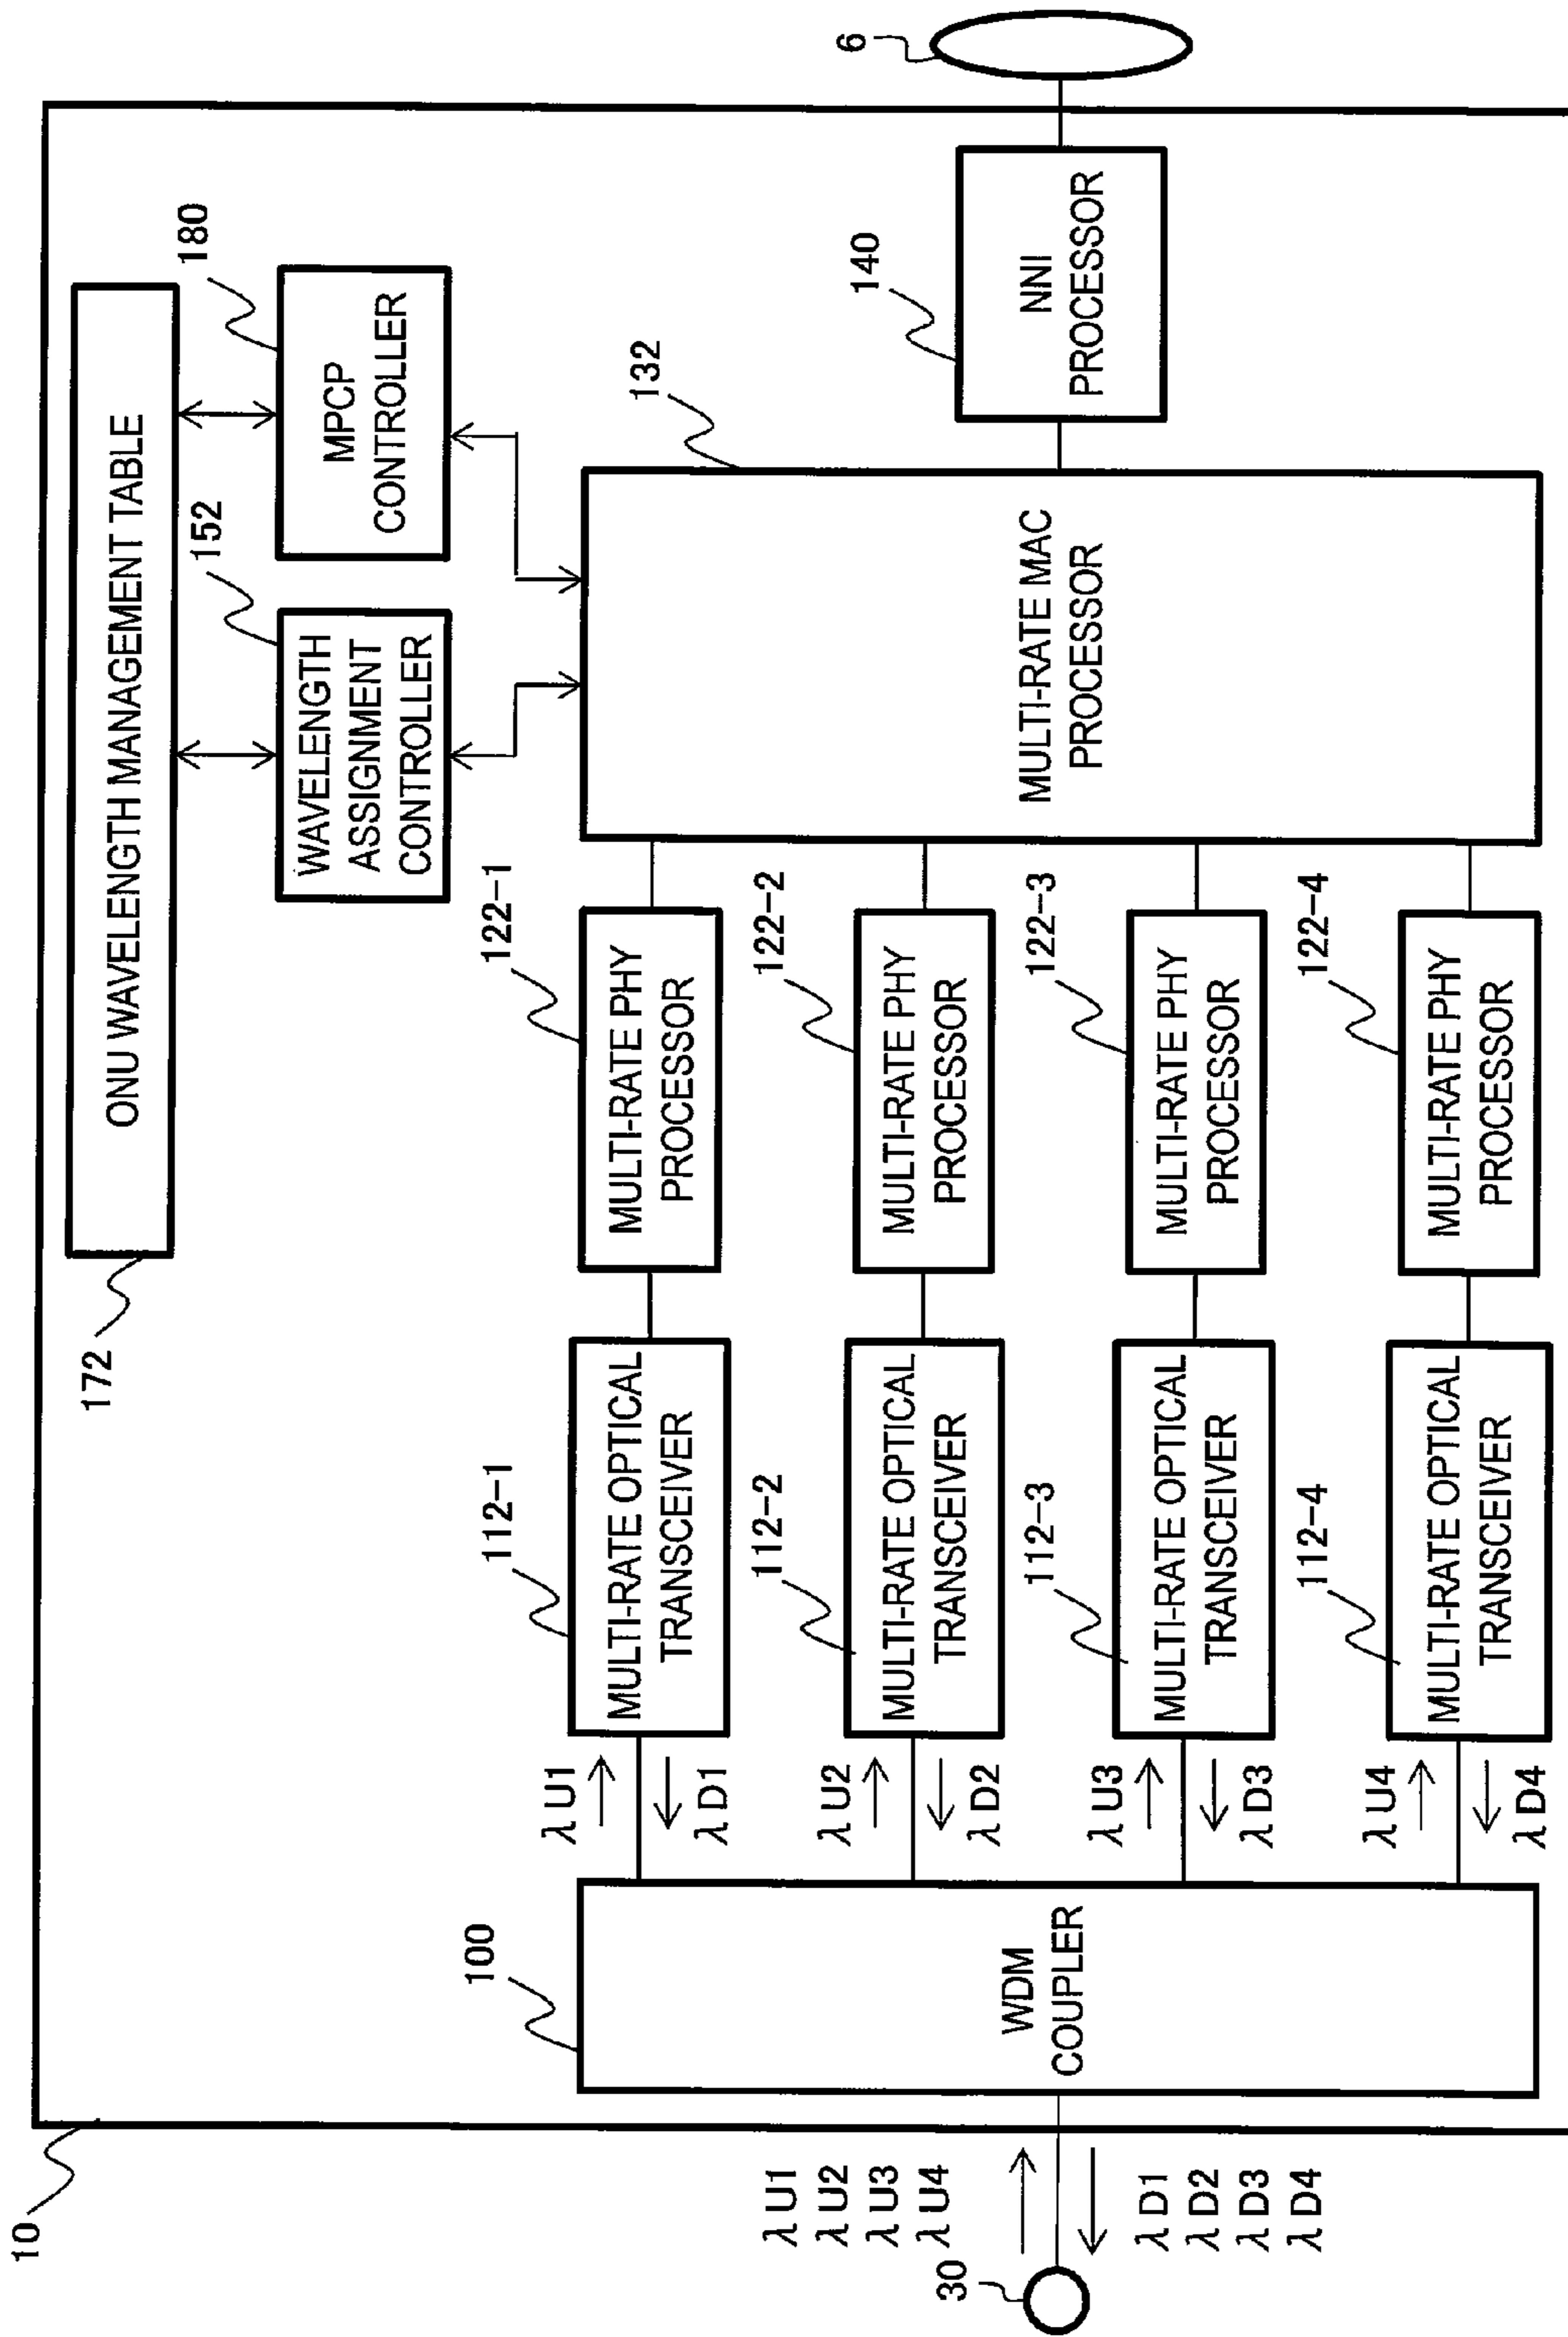 10
172
ONU WAVELENGTH MANAGEMENT TABLE
152
WAVELENGTH
ASSIGNMENT
CONTROLLER
180
MPCP
CONTROLLER
30
λU1
λU2
λU3
λU4
λD1
λD2
λD3
λD4
100
WDM
COUPLER
λU1
λD1
112-1
MULTI-RATE OPTICAL
TRANSCEIVER
122-1
MULTI-RATE PHY
PROCESSOR
λU2
λD2
112-2
MULTI-RATE OPTICAL
TRANSCEIVER
122-2
MULTI-RATE PHY
PROCESSOR
λU3
λD3
112-3
MULTI-RATE OPTICAL
TRANSCEIVER
122-3
MULTI-RATE PHY
PROCESSOR
λU4
λD4
112-4
MULTI-RATE OPTICAL
TRANSCEIVER
122-4
MULTI-RATE PHY
PROCESSOR
132
MULTI-RATE MAC
PROCESSOR
140
NNI
PROCESSOR
6